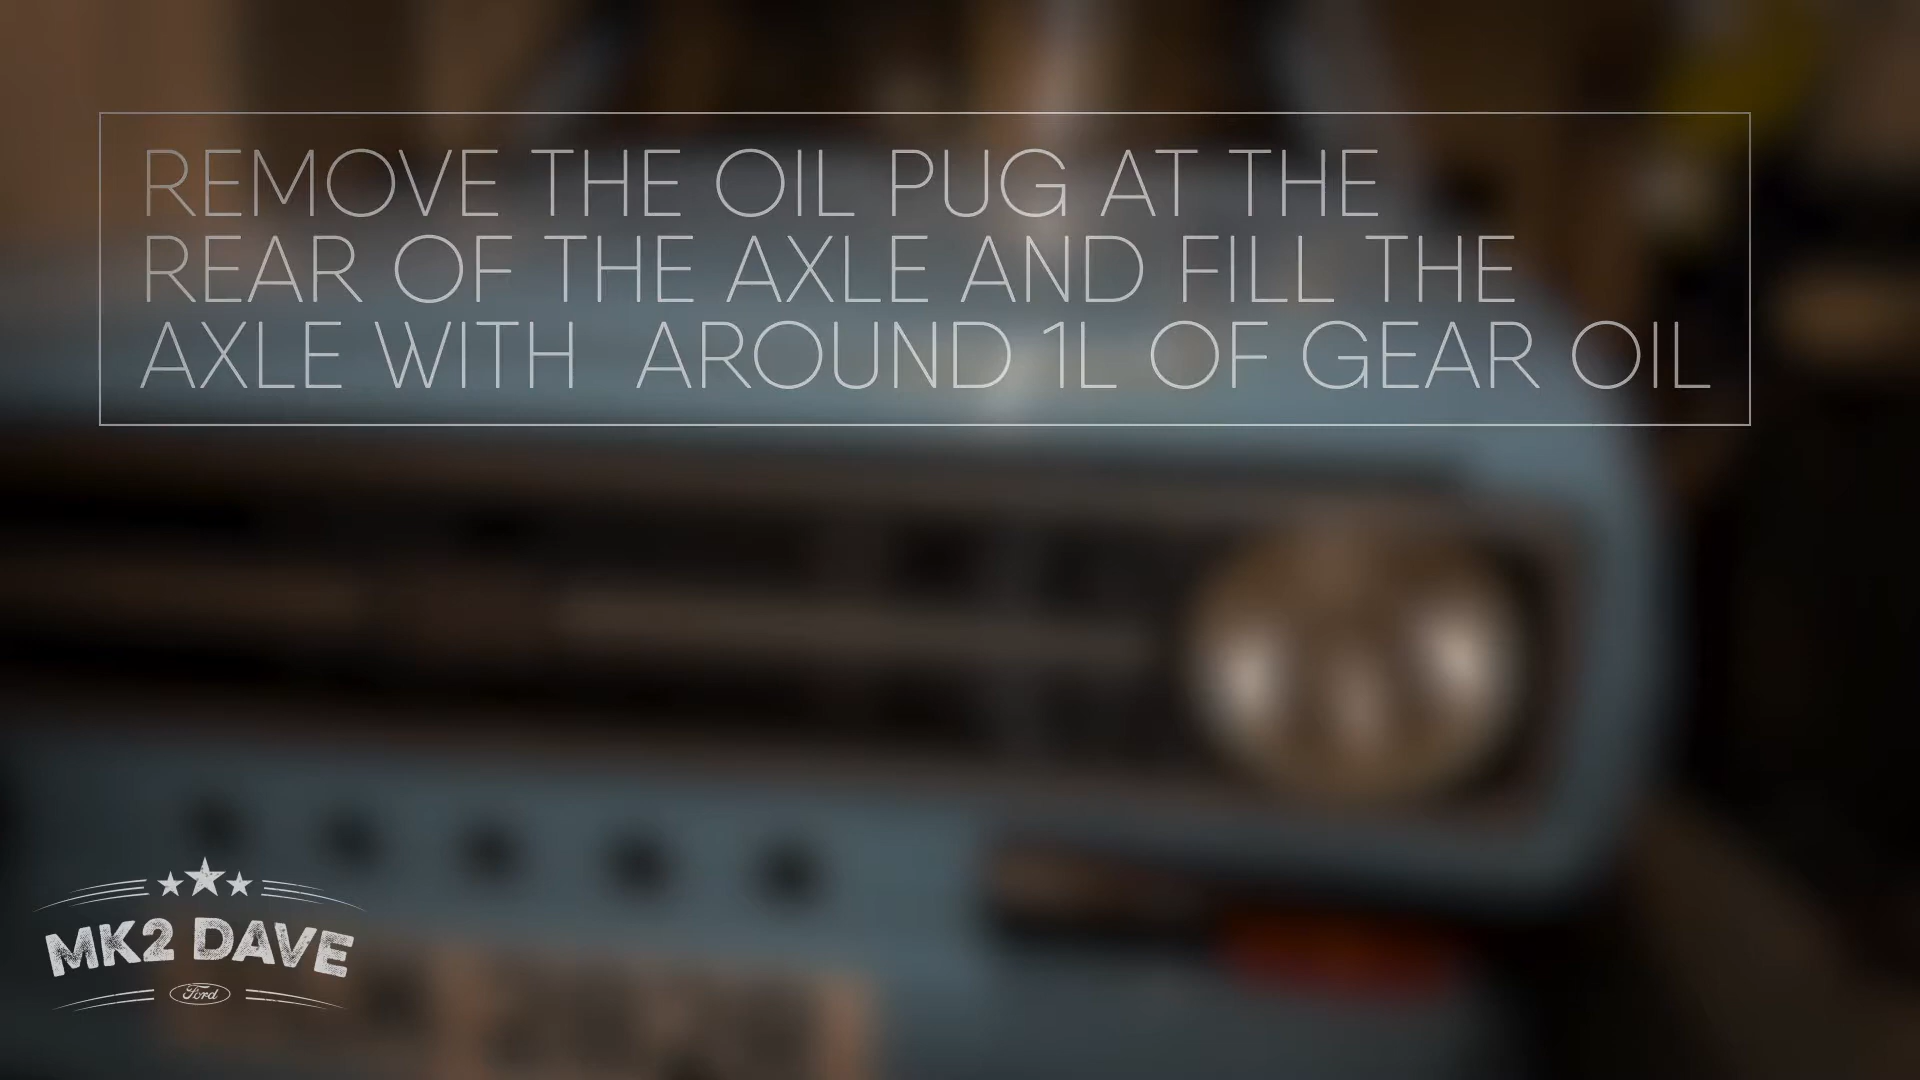 REMOVE THE OIL PUG AT THE
REAR OF THE AXLE AND FILL THE
AXLE WITH  AROUND 1L OF GEAR OIL
MK2 DAVE
Ford